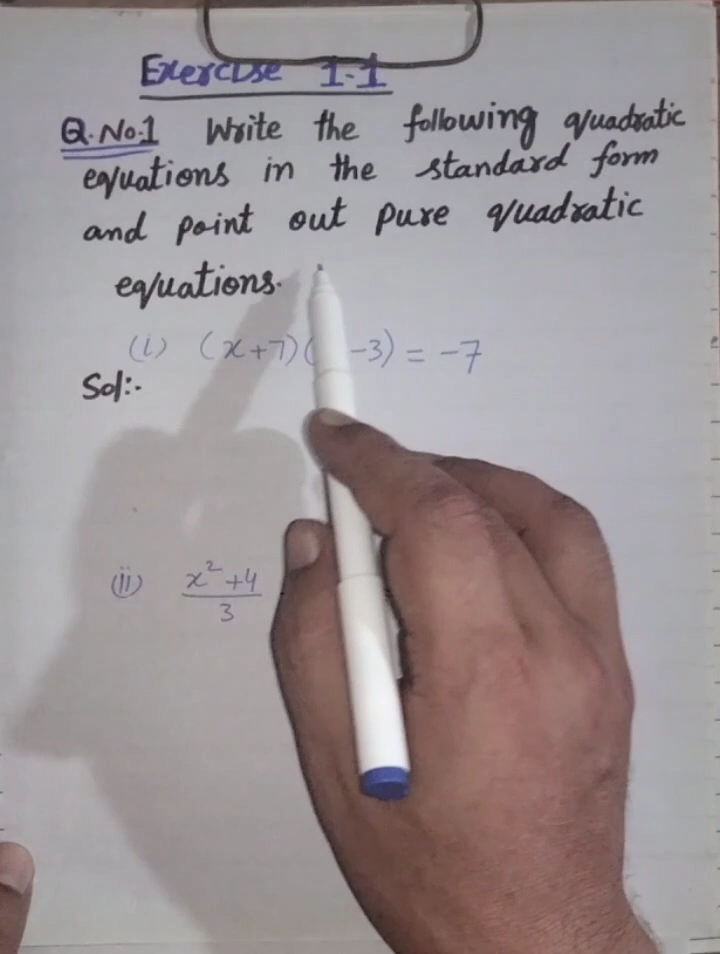 Exercise 1.1
Q.No.1 Write the following quadratic
equations in the standard form
and point out pure quadratic
equations.
(i) (x+7)( -3) = -7
Sol:-
(ii) x²+4
3